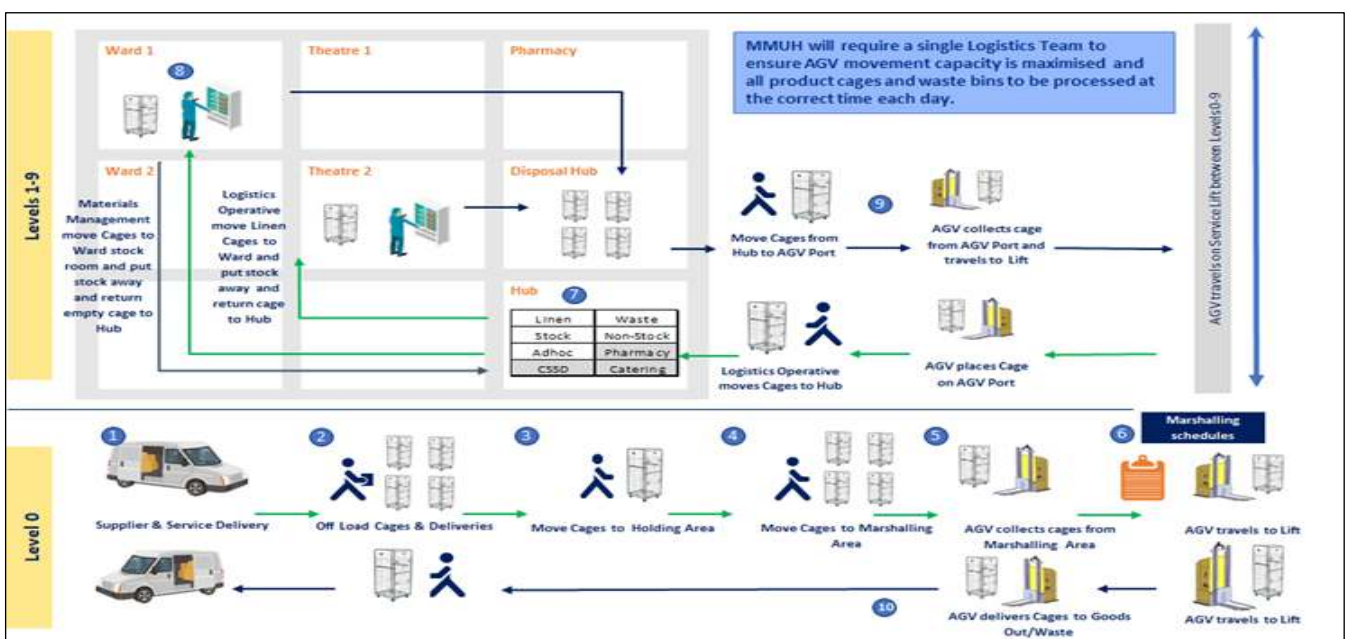 Levels 1-9
Ward 1
Theatre 1
Pharmacy
8
MMUH will require a single Logistics Team to
ensure AGV movement capacity is maximised and
all product cages and waste bins to be processed at
the correct time each day.
AGV travels on Service Lift between Levels 0-9
Ward 2
Theatre 2
Disposal Hub
Materials
Management
move Cages to
Ward stock
room and put
stock away
and return
empty cage to
Hub
Logistics
Operative
move Linen
Cages to
Ward and
put stock
away and
return cage
to Hub
9
Move Cages from
Hub to AGV Port
AGV collects cage
from AGV Port and
travels to Lift
Hub
7
Linen Waste
Stock Non-Stock
Adhoc Pharmacy
CSSD Catering
Logistics Operative
moves Cages to Hub
AGV places Cage
on AGV Port
Level 0
1
2
3
4
5
6
Marshalling
schedules
Supplier & Service Delivery
Off Load Cages & Deliveries
Move Cages to Holding Area
Move Cages to Marshalling
Area
AGV collects cages from
Marshalling Area
AGV travels to Lift
10
AGV delivers Cages to Goods
Out/Waste
AGV travels to Lift